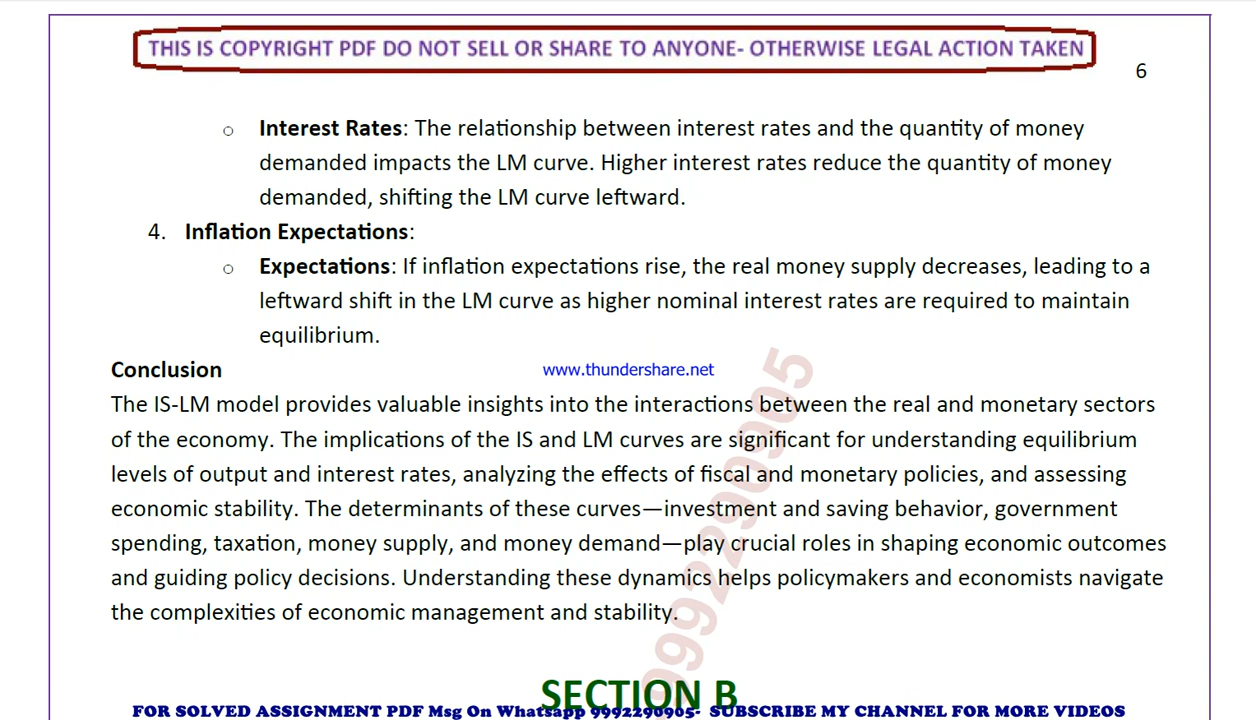 THIS IS COPYRIGHT PDF DO NOT SELL OR SHARE TO ANYONE- OTHERWISE LEGAL ACTION TAKEN
6
○ Interest Rates: The relationship between interest rates and the quantity of money
demanded impacts the LM curve. Higher interest rates reduce the quantity of money
demanded, shifting the LM curve leftward.
4. Inflation Expectations:
○ Expectations: If inflation expectations rise, the real money supply decreases, leading to a
leftward shift in the LM curve as higher nominal interest rates are required to maintain
equilibrium.
Conclusion
www.thundershare.net
The IS-LM model provides valuable insights into the interactions between the real and monetary sectors
of the economy. The implications of the IS and LM curves are significant for understanding equilibrium
levels of output and interest rates, analyzing the effects of fiscal and monetary policies, and assessing
economic stability. The determinants of these curves—investment and saving behavior, government
spending, taxation, money supply, and money demand—play crucial roles in shaping economic outcomes
and guiding policy decisions. Understanding these dynamics helps policymakers and economists navigate
the complexities of economic management and stability.
9992290905
SECTION B
FOR SOLVED ASSIGNMENT PDF Msg On Whatsapp 9992290905- SUBSCRIBE MY CHANNEL FOR MORE VIDEOS